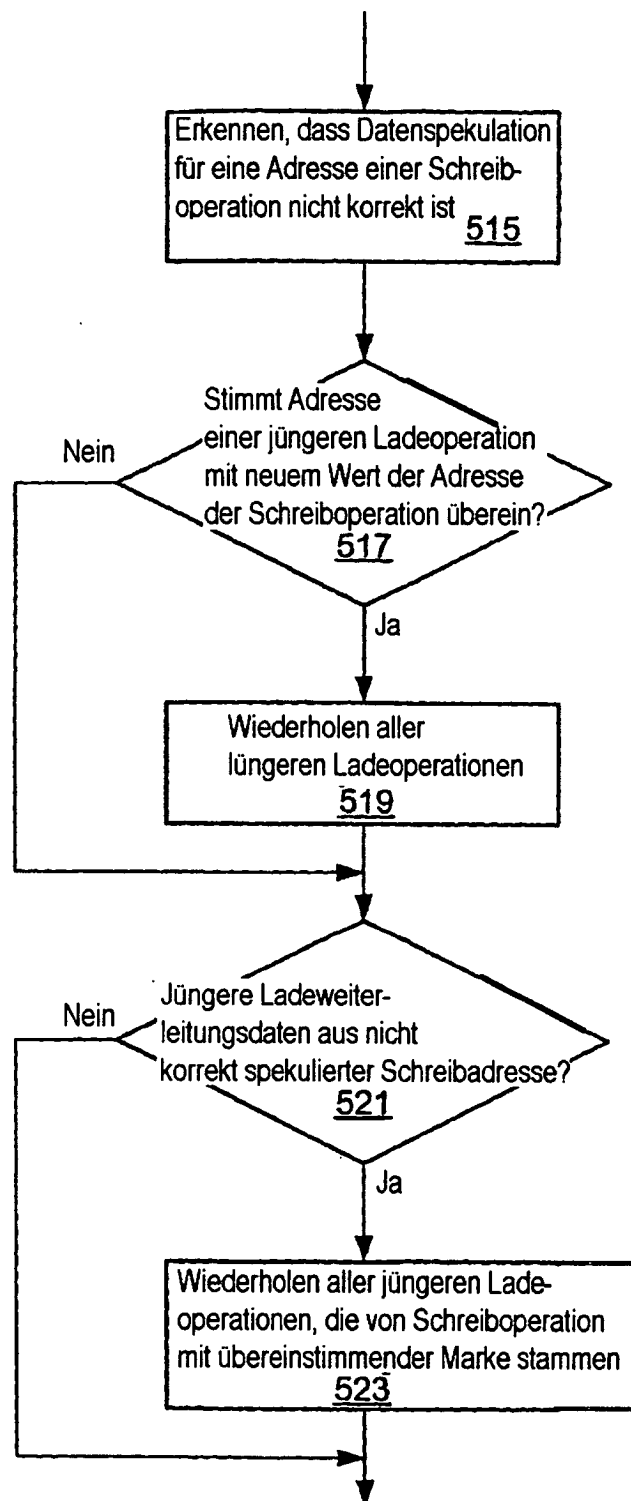 Erkennen, dass Datenspekulation
für eine Adresse einer Schreib-
operation nicht korrekt ist
515
Stimmt Adresse
einer jüngeren Ladeoperation
mit neuem Wert der Adresse
der Schreiboperation überein?
517
Nein
Ja
Wiederholen aller
lüngeren Ladeoperationen
519
Jüngere Ladeweiter-
leitungsdaten aus nicht
korrekt spekulierter Schreibadresse?
521
Nein
Ja
Wiederholen aller jüngeren Lade-
operationen, die von Schreiboperation
mit übereinstimmender Marke stammen
523